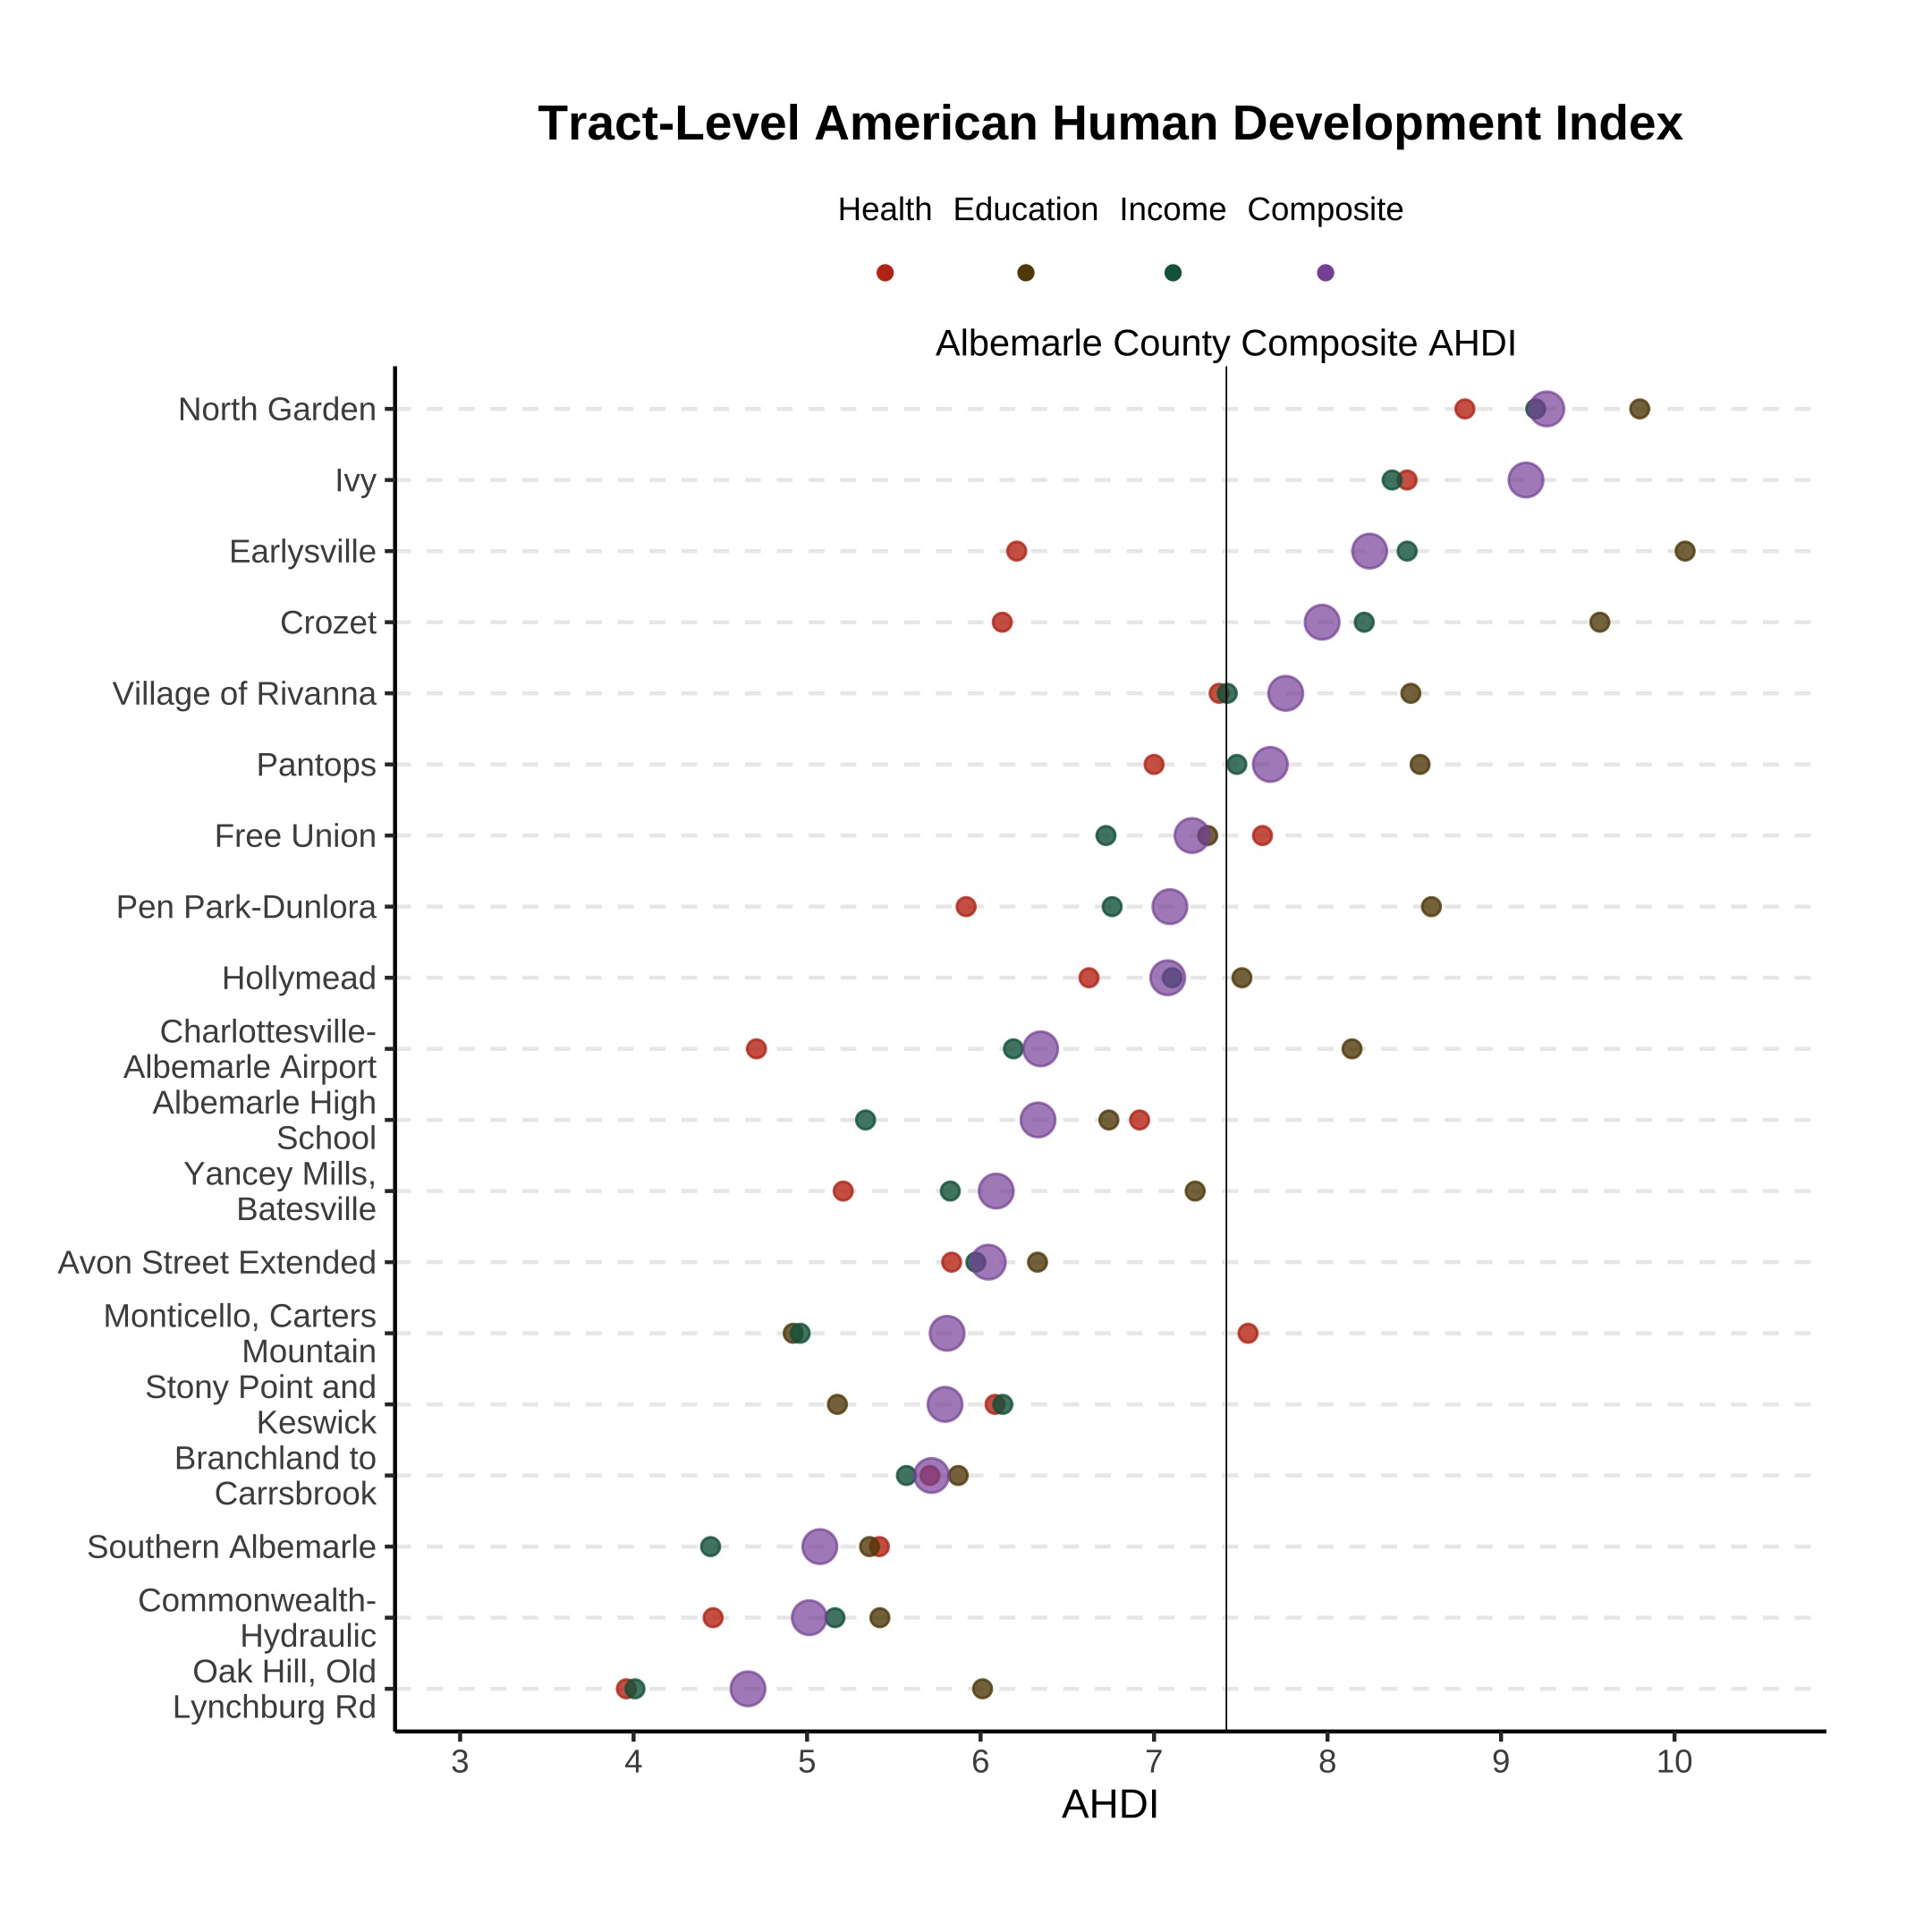 Tract-Level American Human Development Index
Health Education Income Composite
Albemarle County Composite AHDI
North Garden
Ivy
Earlysville
Crozet
Village of Rivanna
Pantops
Free Union
Pen Park-Dunlora
Hollymead
Charlottesville-
Albemarle Airport
Albemarle High
School
Yancey Mills,
Batesville
Avon Street Extended
Monticello, Carters
Mountain
Stony Point and
Keswick
Branchland to
Carrsbrook
Southern Albemarle
Commonwealth-
Hydraulic
Oak Hill, Old
Lynchburg Rd
3 4 5 6 7 8 9 10
AHDI